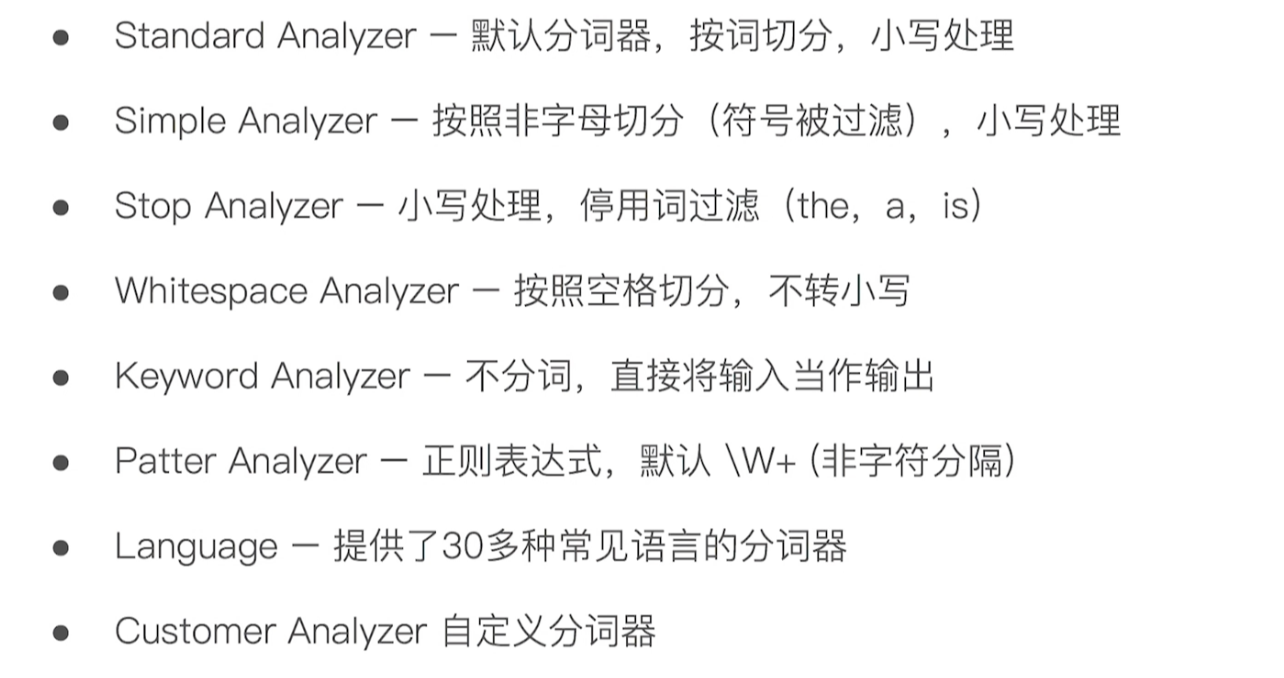 ● Standard Analyzer — 默认分词器，按词切分，小写处理
● Simple Analyzer — 按照非字母切分（符号被过滤）, 小写处理
● Stop Analyzer — 小写处理，停用词过滤（the，a，is）
● Whitespace Analyzer — 按照空格切分，不转小写
● Keyword Analyzer — 不分词，直接将输入当作输出
● Patter Analyzer — 正则表达式，默认 \W+ (非字符分隔)
● Language — 提供了30多种常见语言的分词器
● Customer Analyzer 自定义分词器